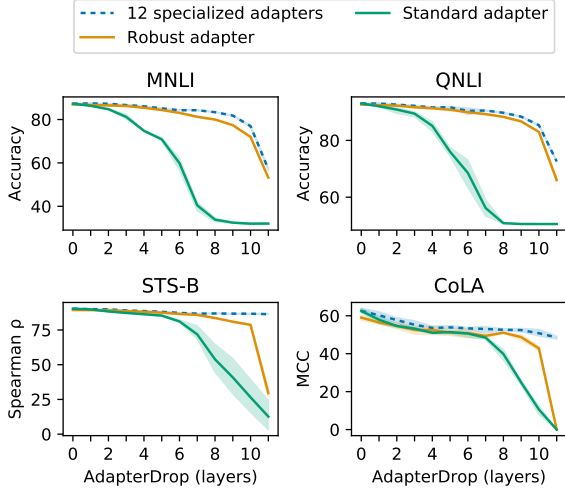 12 specialized adapters
Standard adapter
Robust adapter
MNLI
QNLI
Accuracy
80
60
40
0 2 4 6 8 10
Accuracy
80
60
0 2 4 6 8 10
STS-B
CoLA
Spearman ρ
75
50
25
0
0 2 4 6 8 10
AdapterDrop (layers)
MCC
60
40
20
0
0 2 4 6 8 10
AdapterDrop (layers)